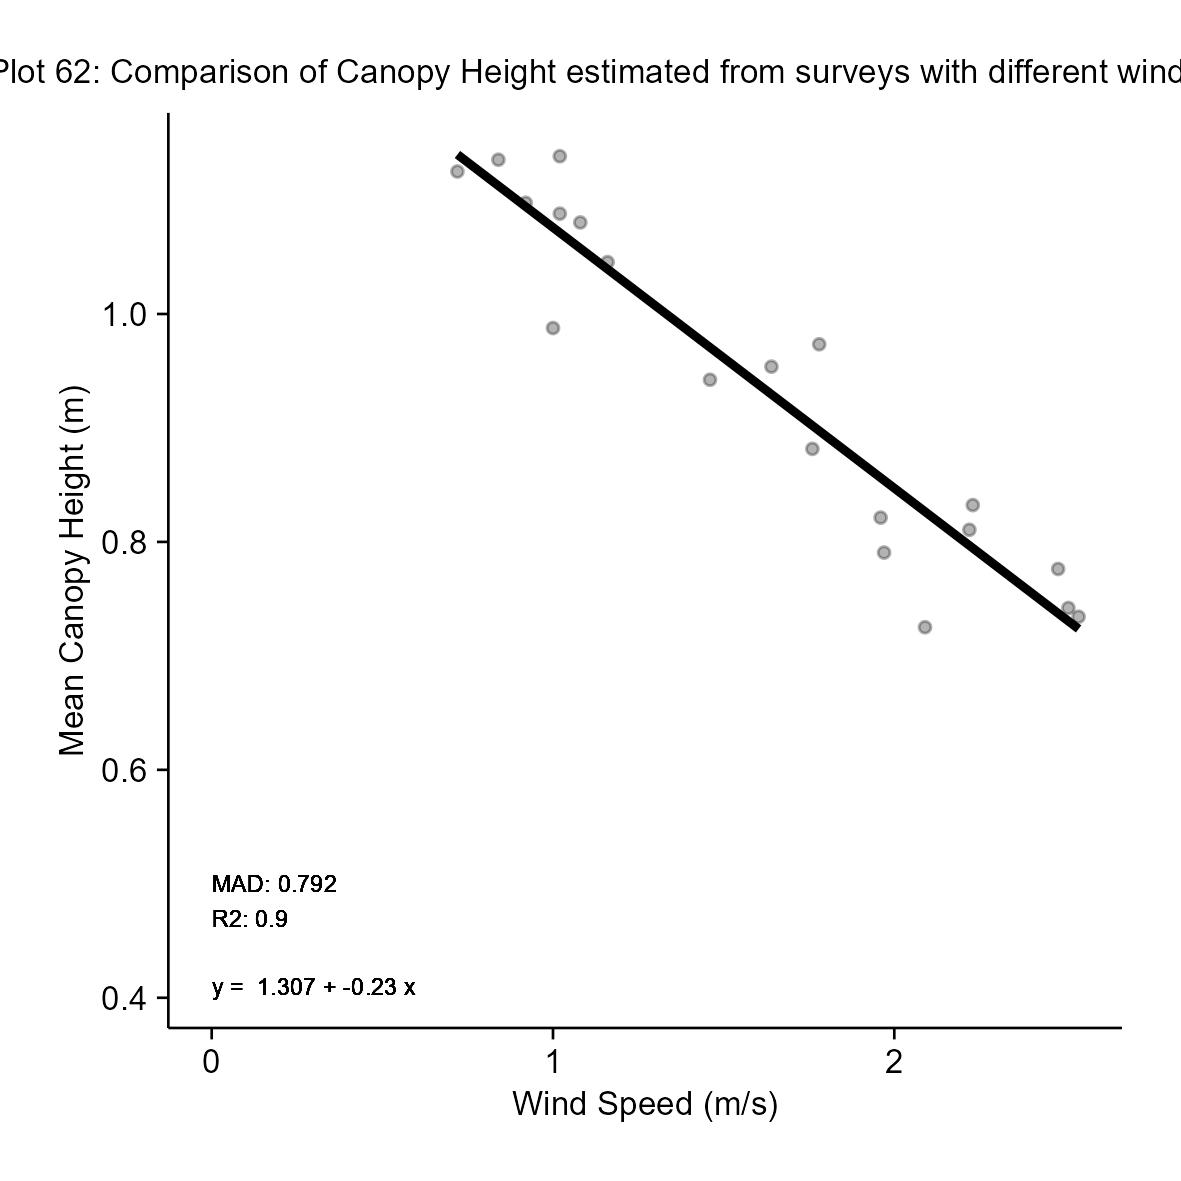 Plot 62: Comparison of Canopy Height estimated from surveys with different wind
Mean Canopy Height (m)
1.0
0.8
0.6
0.4
MAD: 0.792
R2: 0.9
y =  1.307 + -0.23 x
0 1 2
Wind Speed (m/s)